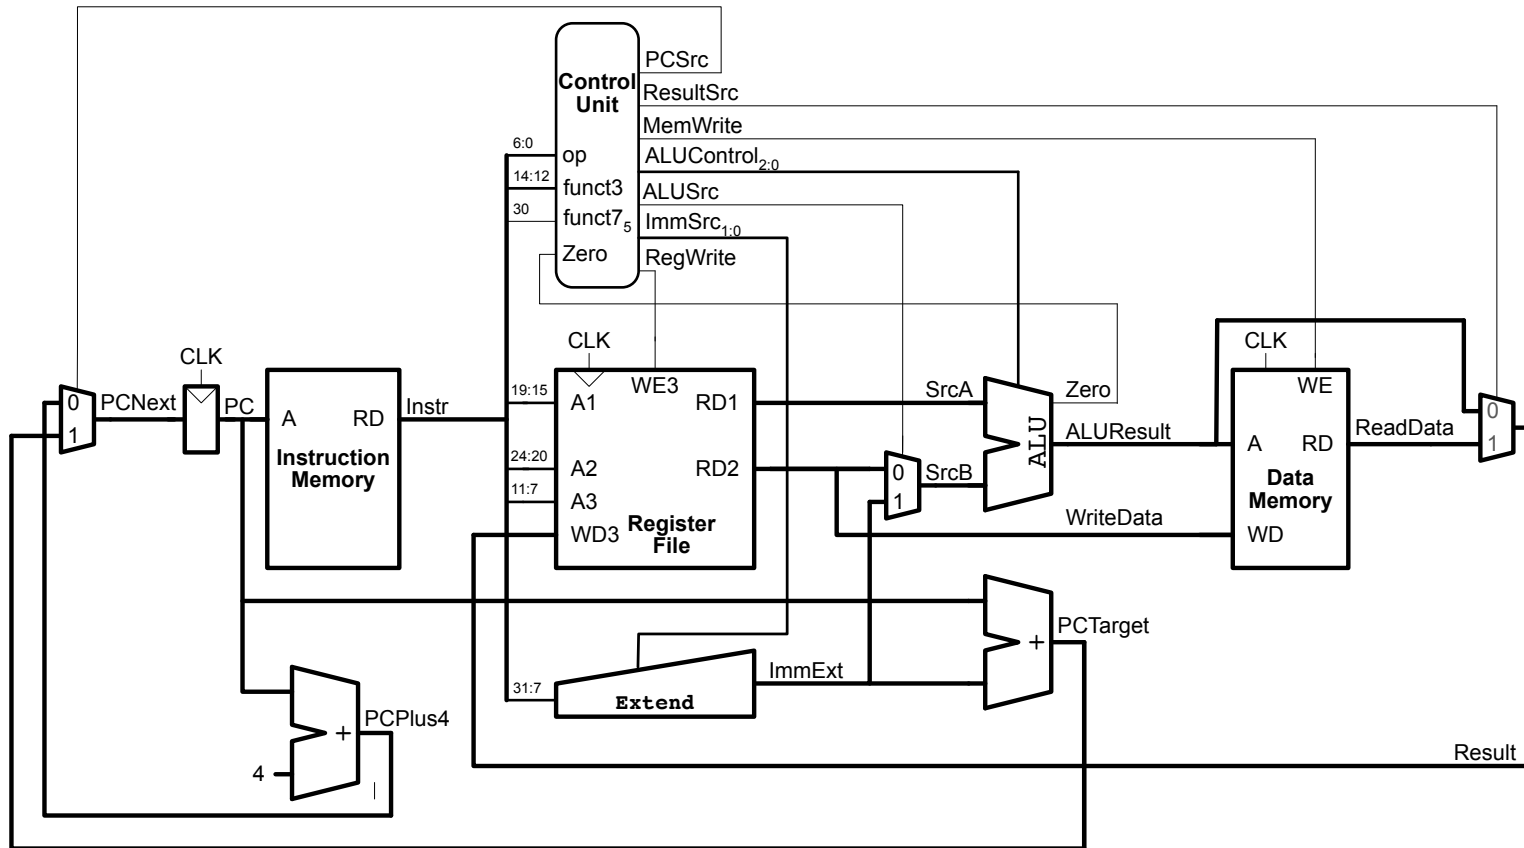 PCSrc
Control
Unit
ResultSrc
MemWrite
6:0
op
ALUControl2:0
14:12
funct3
ALUSrc
30
funct75
ImmSrc1:0
Zero
RegWrite
CLK
CLK
CLK
0
1
PCNext
PC
A
RD
Instruction
Memory
Instr
19:15
A1
WE3
RD1
24:20
A2
RD2
11:7
A3
WD3
Register
File
SrcA
0
1
SrcB
ALU
Zero
ALUResult
WriteData
WE
A
RD
Data
Memory
WD
ReadData
0
1
+
PCTarget
31:7
Extend
ImmExt
+
PCPlus4
4
Result